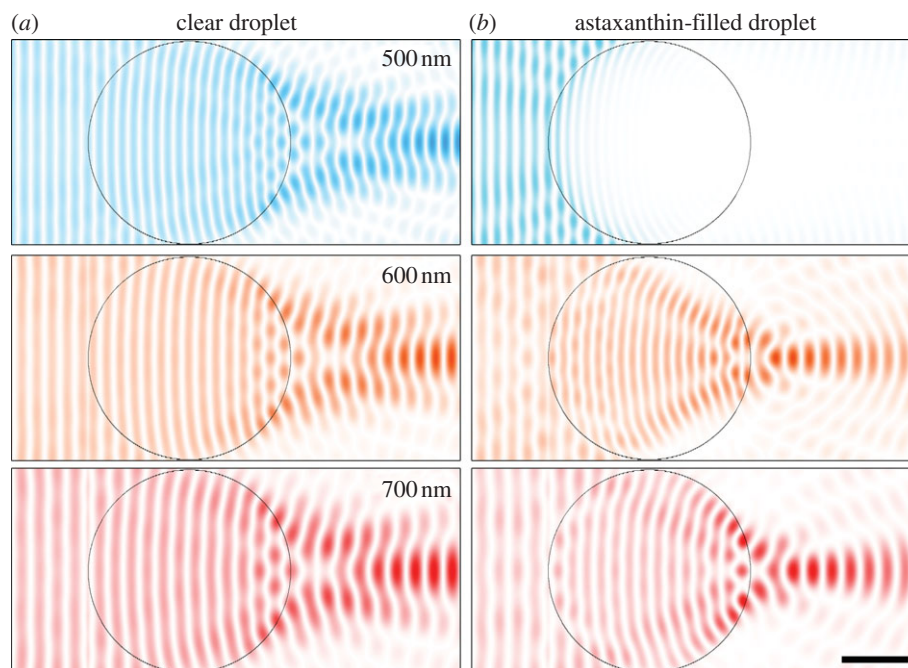 (a) clear droplet
(b) astaxanthin-filled droplet
500 nm
600 nm
700 nm